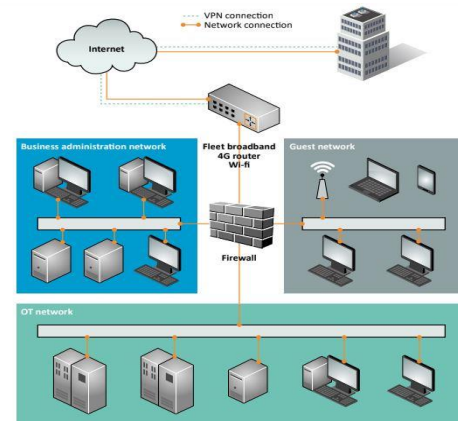 VPN connection
Network connection
Internet
Fleet broadband
4G router
Wi-fi
Business administration network
Guest network
Firewall
OT network